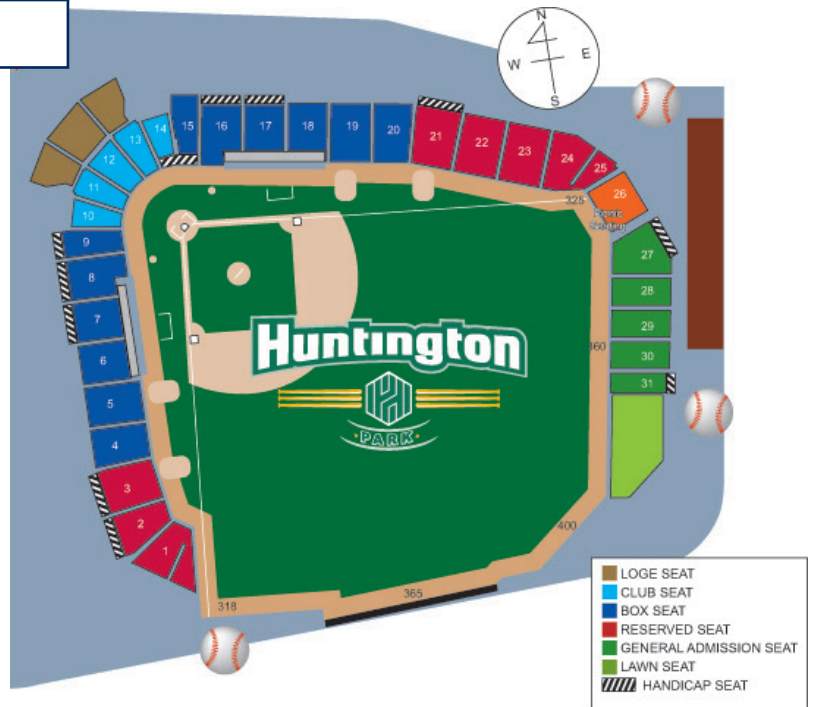 N
W
E
S
13
14
15
16
17
18
19
20
21
22
23
24
25
12
11
10
26
325
Picnic
Seating
9
27
8
28
7
29
Huntington
360
6
30
31
5
PARK
4
3
2
400
1
365
318
LOGE SEAT
CLUB SEAT
BOX SEAT
RESERVED SEAT
GENERAL ADMISSION SEAT
LAWN SEAT
HANDICAP SEAT